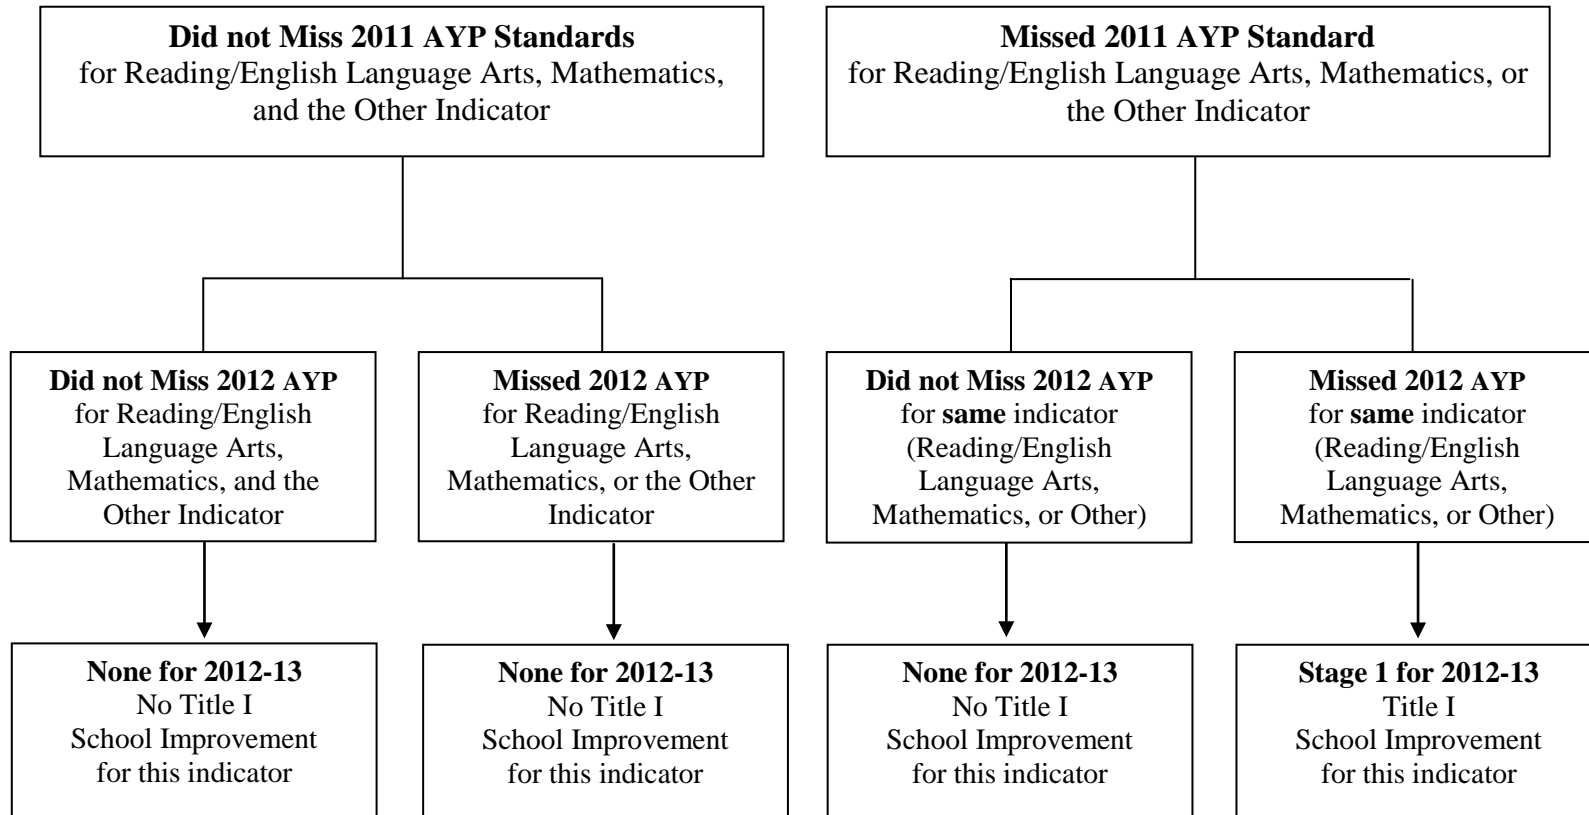 Did not Miss 2011 AYP Standards
for Reading/English Language Arts, Mathematics,
and the Other Indicator
Missed 2011 AYP Standard
for Reading/English Language Arts, Mathematics, or
the Other Indicator
Did not Miss 2012 AYP
for Reading/English
Language Arts,
Mathematics, and the
Other Indicator
Missed 2012 AYP
for Reading/English
Language Arts,
Mathematics, or the Other
Indicator
Did not Miss 2012 AYP
for same indicator
(Reading/English
Language Arts,
Mathematics, or Other)
Missed 2012 AYP
for same indicator
(Reading/English
Language Arts,
Mathematics, or Other)
None for 2012-13
No Title I
School Improvement
for this indicator
None for 2012-13
No Title I
School Improvement
for this indicator
None for 2012-13
No Title I
School Improvement
for this indicator
Stage 1 for 2012-13
Title I
School Improvement
for this indicator